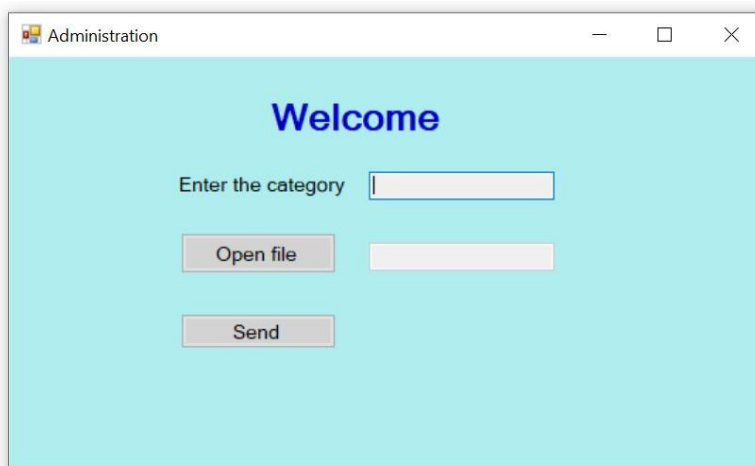 Administration
Welcome
Enter the category
Open file
Send